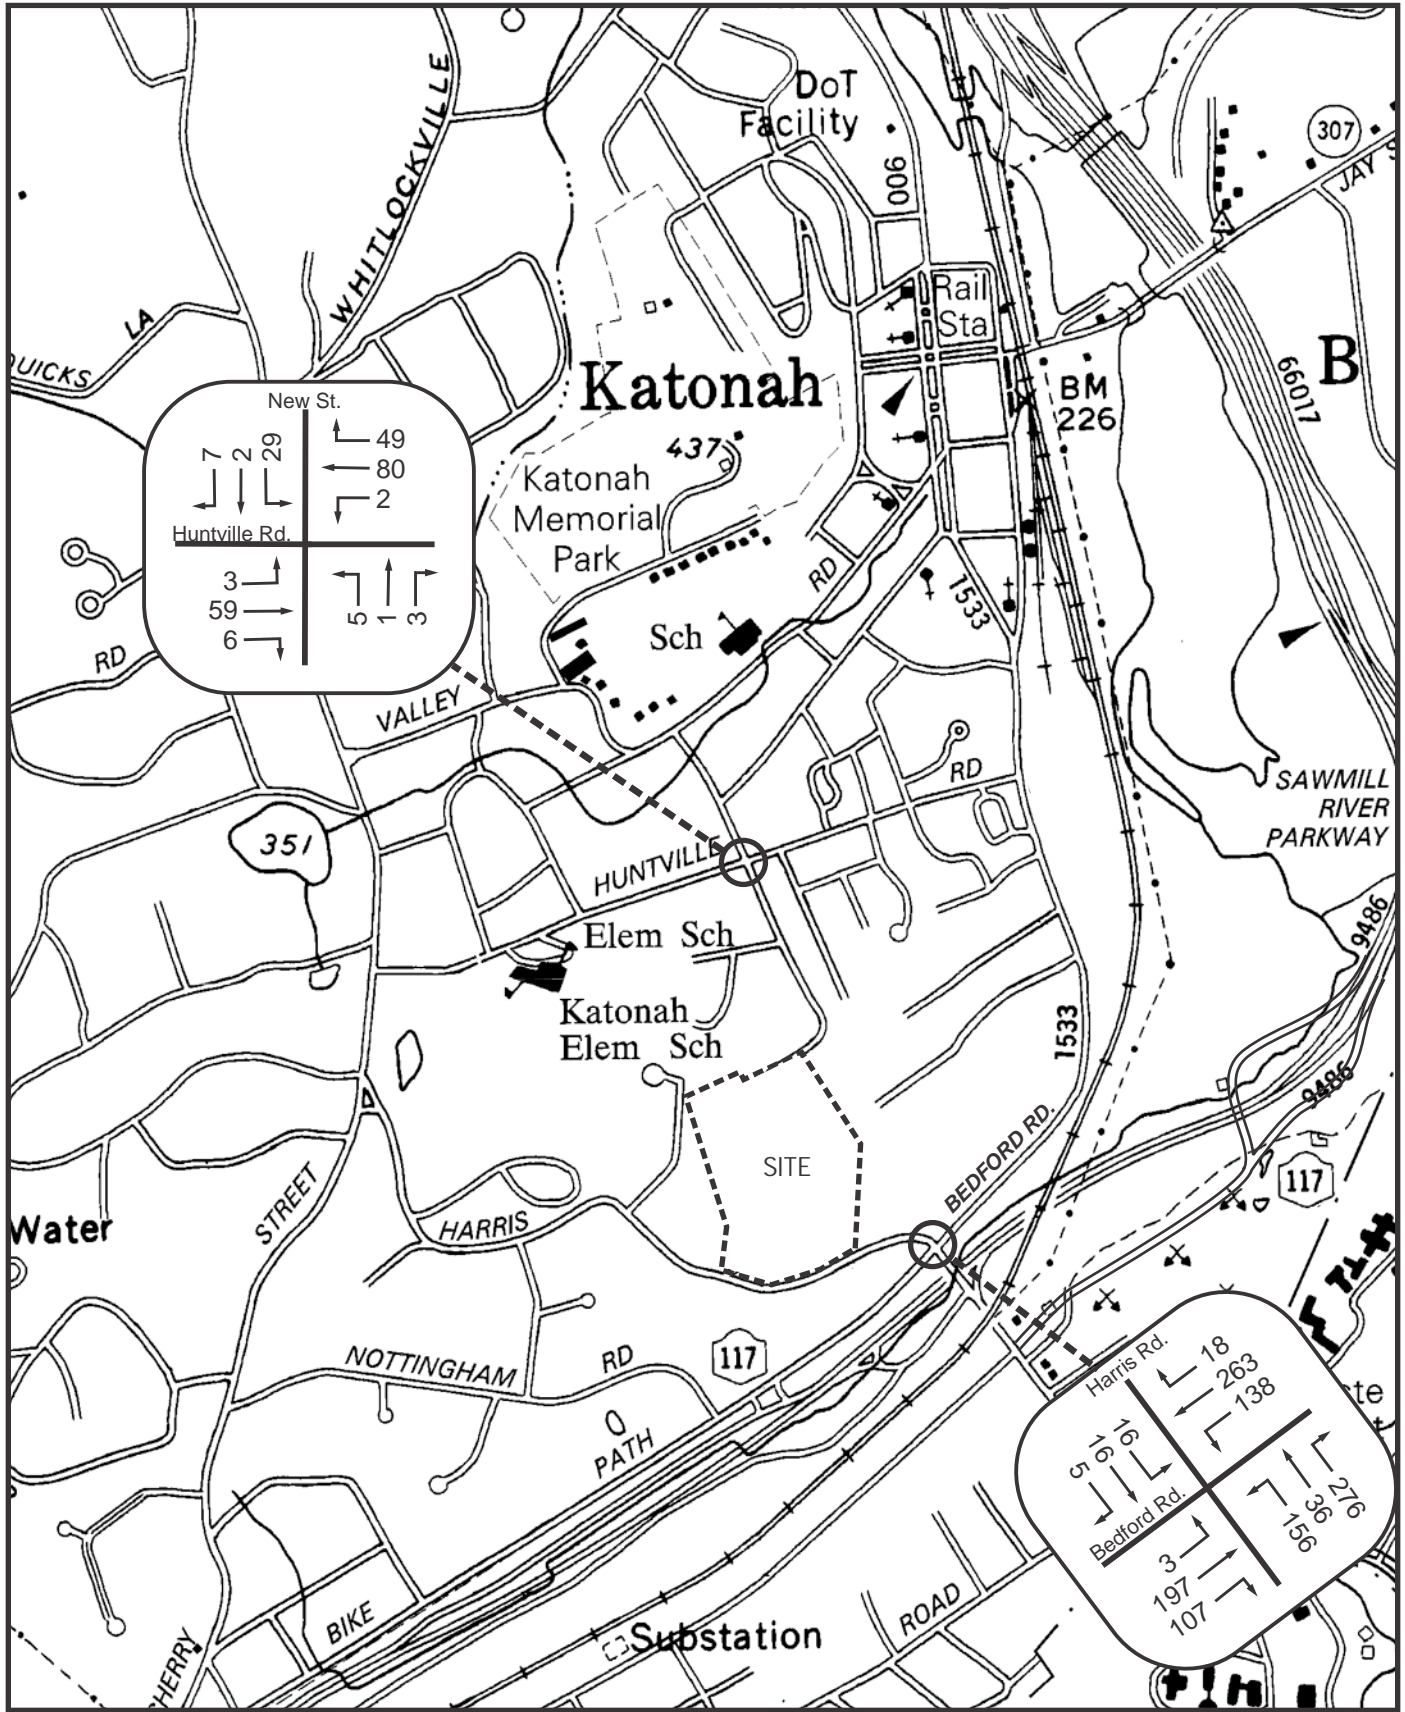 WHITLOCKVILLE
DoT
Facility
900
307
JAY S
LA
QUICKS
Rail
Sta
Katonah
B
66017
BM
226
437
Katonah
Memorial
Park
New St.
7 2 29
49
80
2
Huntville Rd.
3
59
6
5 1 3
RD
1533
RD
Sch
VALLEY
RD
SAWMILL
RIVER
PARKWAY
351
HUNTVILLE
9486
Elem Sch
Katonah
Elem Sch
1533
9486
BEDFORD RD.
SITE
117
Water
STREET
HARRIS
NOTTINGHAM
RD
117
PATH
Harris Rd.
18
263
138
5 16 16
Bedford Rd.
3
197
107
156
36
276
ste
t
BIKE
ROAD
Substation
SHERRY